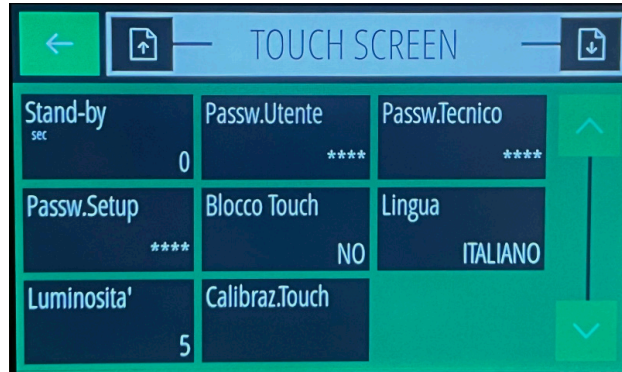 TOUCH SCREEN
Stand-by
sec
0
Passw.Utente
****
Passw.Tecnico
****
Passw.Setup
****
Blocco Touch
NO
Lingua
ITALIANO
Luminosita'
5
Calibraz.Touch